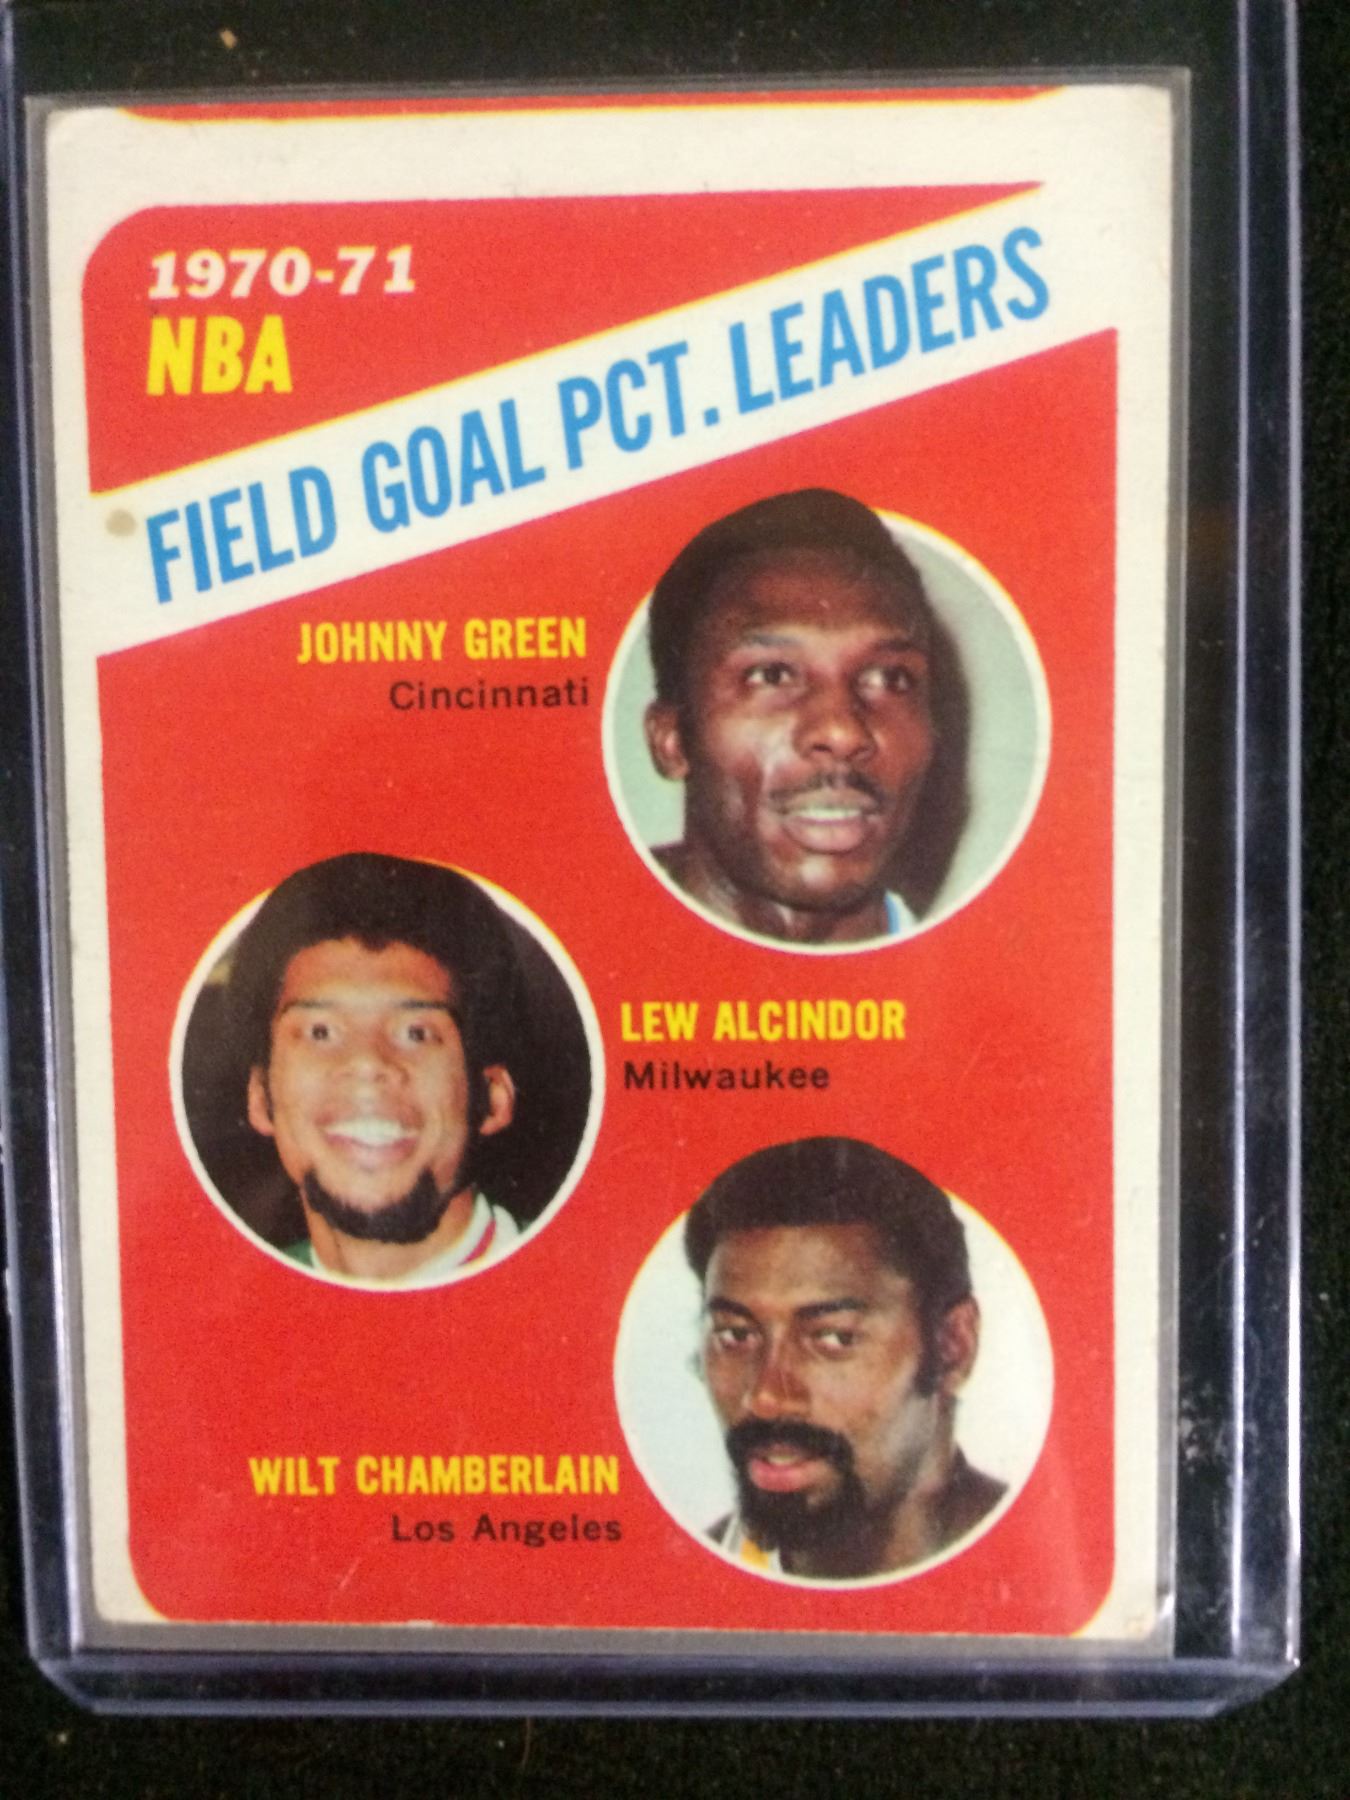 1970-71
NBA
FIELD GOAL PCT. LEADERS
JOHNNY GREEN
Cincinnati
LEW ALCINDOR
Milwaukee
WILT CHAMBERLAIN
Los Angeles